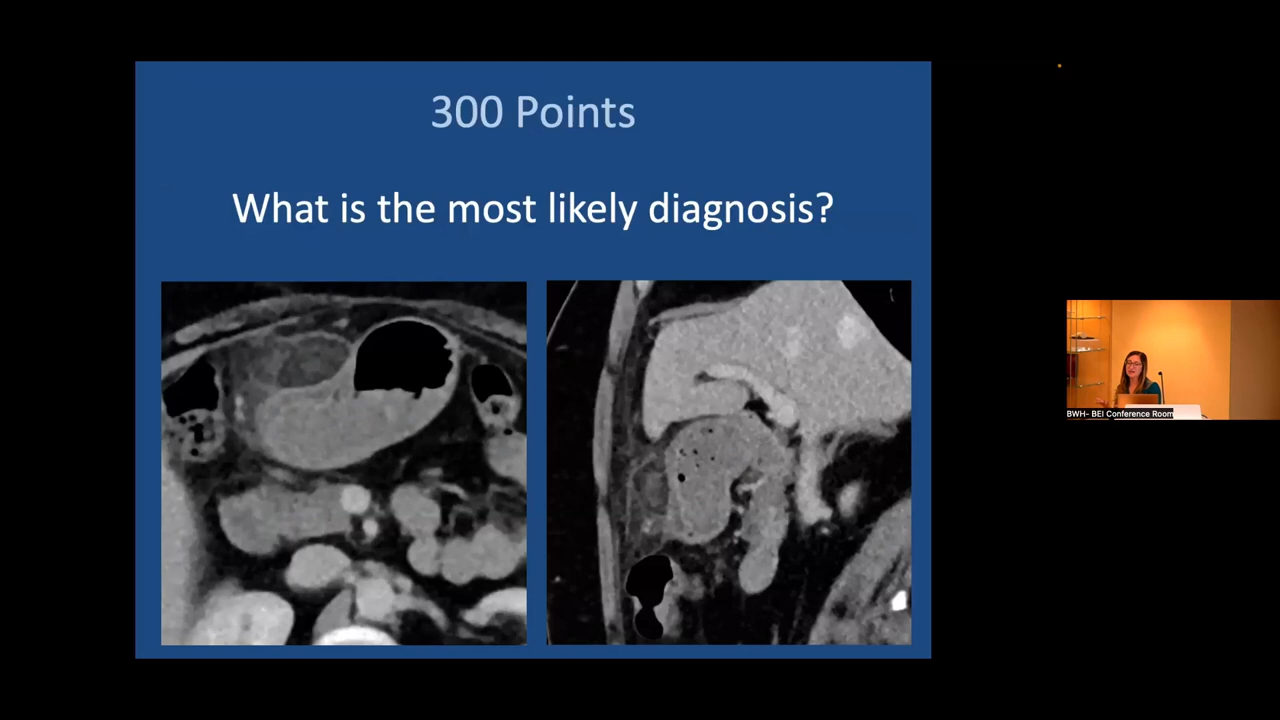 300 Points
What is the most likely diagnosis?
BWH- BEI Conference Room